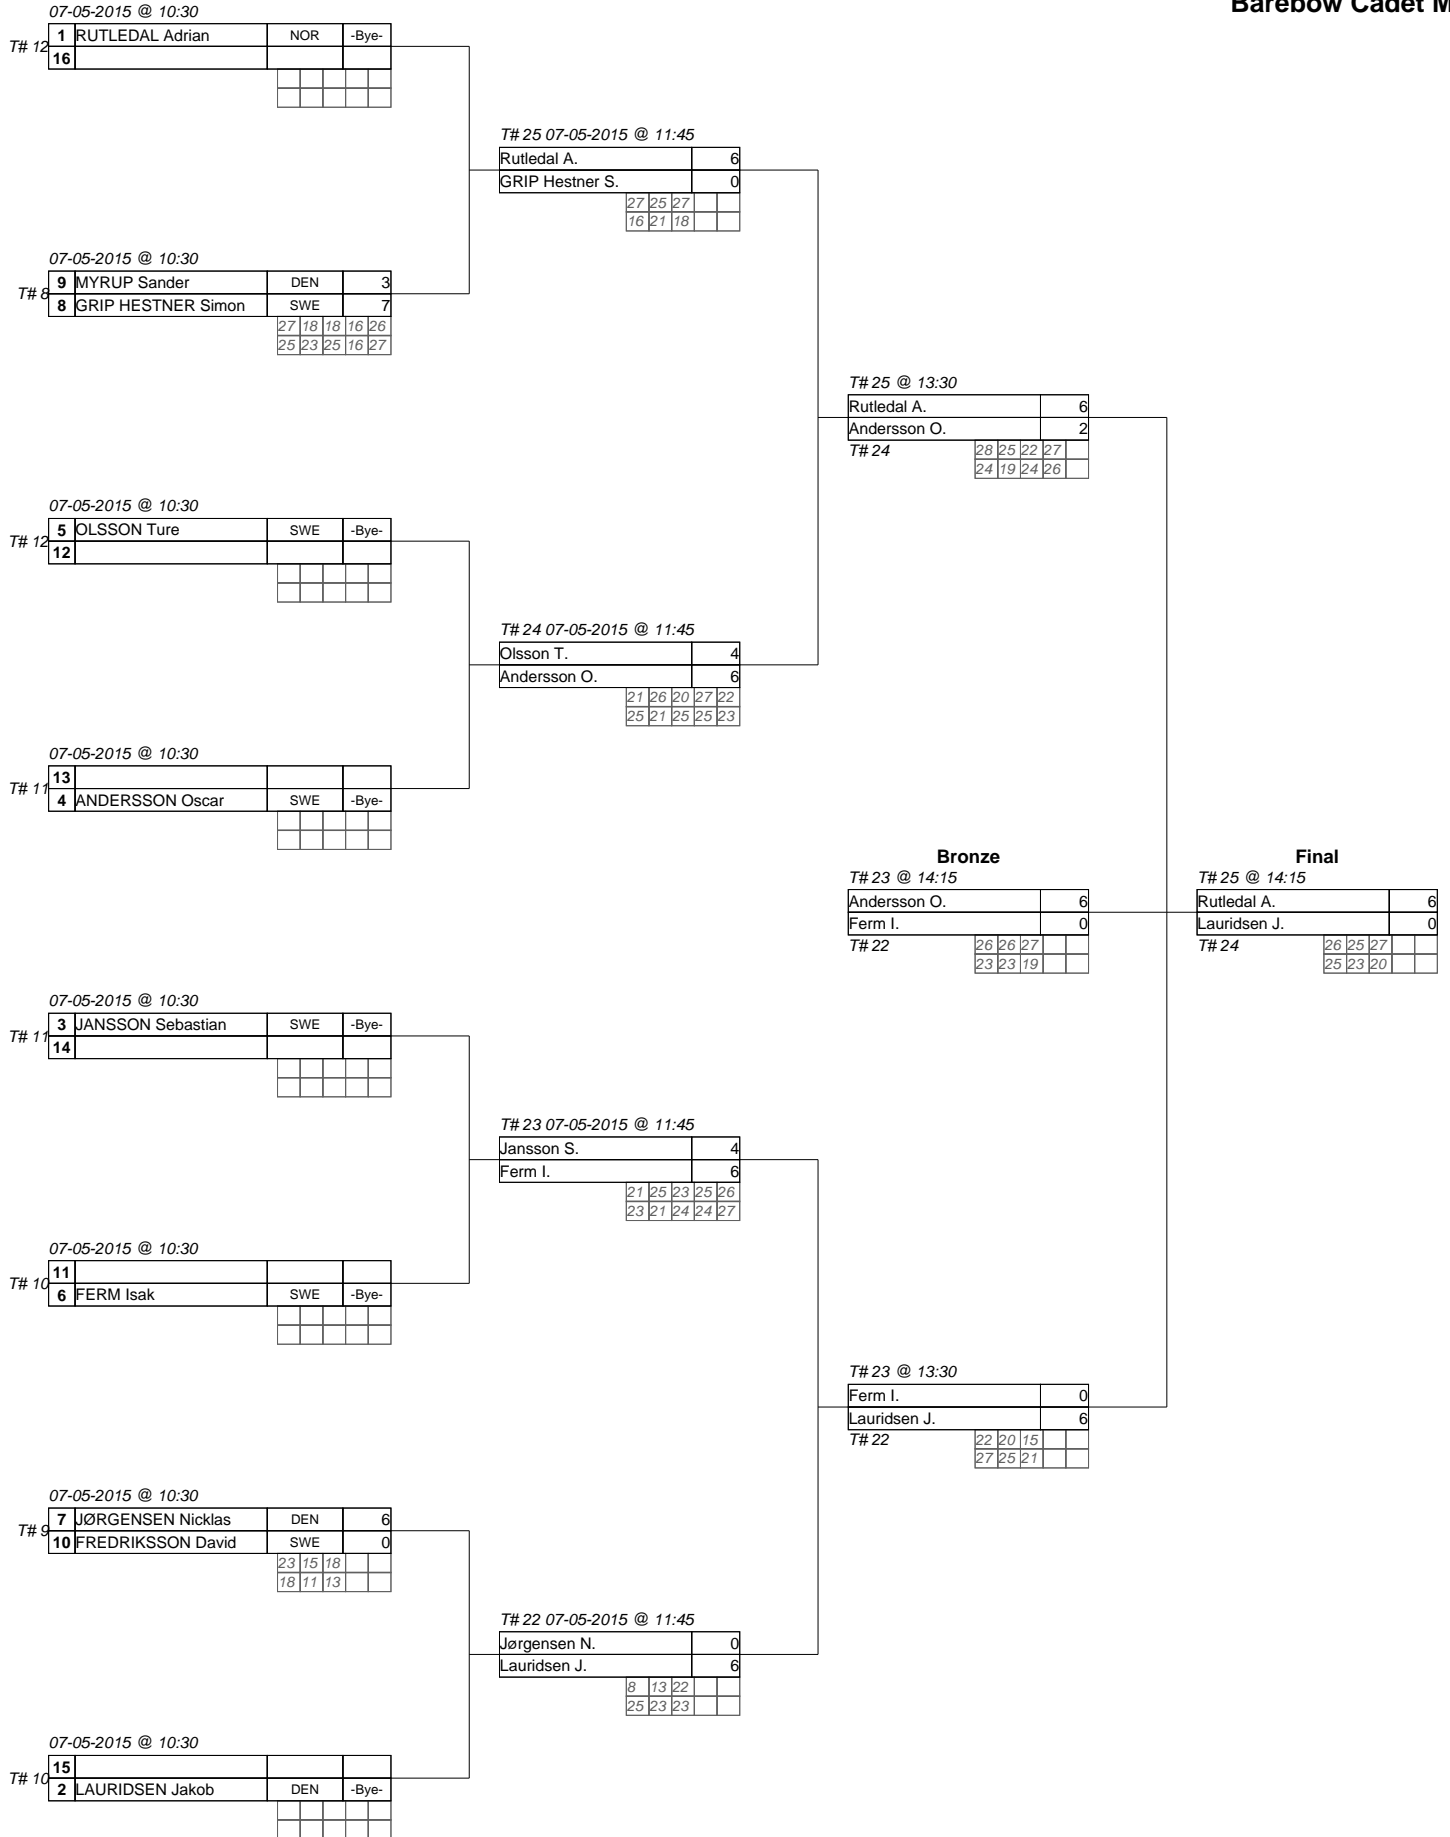 Barebow Cadet M
07-05-2015 @ 10:30
T# 12
1 RUTLEDAL Adrian NOR -Bye-
16
T# 25 07-05-2015 @ 11:45
Rutledal A. 6
GRIP Hestner S. 0
27 25 27
16 21 18
07-05-2015 @ 10:30
T# 8
9 MYRUP Sander DEN 3
8 GRIP HESTNER Simon SWE 7
27 18 18 16 26
25 23 25 16 27
T# 25 @ 13:30
Rutledal A. 6
Andersson O. 2
T# 24
28 25 22 27
24 19 24 26
07-05-2015 @ 10:30
T# 12
5 OLSSON Ture SWE -Bye-
12
T# 24 07-05-2015 @ 11:45
Olsson T. 4
Andersson O. 6
21 26 20 27 22
25 21 25 25 23
07-05-2015 @ 10:30
T# 11
13
4 ANDERSSON Oscar SWE -Bye-
Bronze
T# 23 @ 14:15
Andersson O. 6
Ferm I. 0
T# 22
26 26 27
23 23 19
Final
T# 25 @ 14:15
Rutledal A. 6
Lauridsen J. 0
T# 24
26 25 27
25 23 20
07-05-2015 @ 10:30
T# 11
3 JANSSON Sebastian SWE -Bye-
14
T# 23 07-05-2015 @ 11:45
Jansson S. 4
Ferm I. 6
21 25 23 25 26
23 21 24 24 27
07-05-2015 @ 10:30
T# 10
11
6 FERM Isak SWE -Bye-
T# 23 @ 13:30
Ferm I. 0
Lauridsen J. 6
T# 22
22 20 15
27 25 21
07-05-2015 @ 10:30
T# 9
7 JØRGENSEN Nicklas DEN 6
10 FREDRIKSSON David SWE 0
23 15 18
18 11 13
T# 22 07-05-2015 @ 11:45
Jørgensen N. 0
Lauridsen J. 6
8 13 22
25 23 23
07-05-2015 @ 10:30
T# 10
15
2 LAURIDSEN Jakob DEN -Bye-